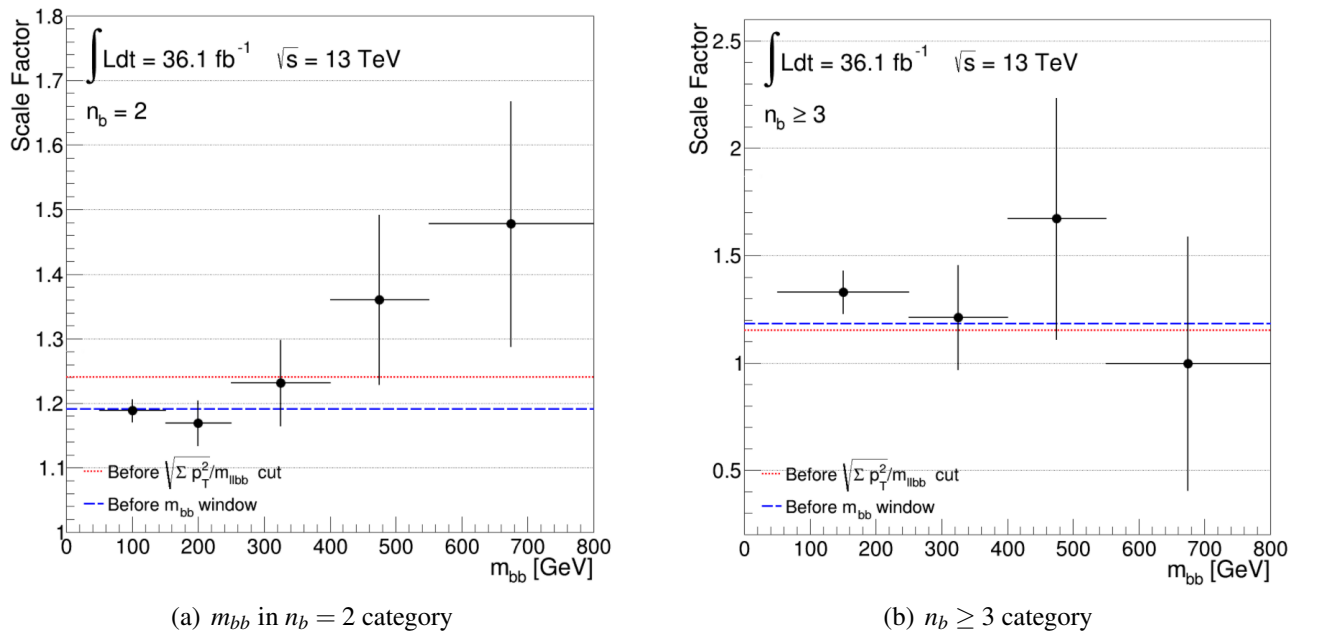 Scale Factor
1.8
1.7
1.6
1.5
1.4
1.3
1.2
1.1
1
∫Ldt = 36.1 fb⁻¹ √s = 13 TeV
n_b = 2
Before √Σ p_T²/m_llbb cut
Before m_bb window
0 100 200 300 400 500 600 700 800
m_bb [GeV]
(a) m_bb in n_b = 2 category
Scale Factor
2.5
2
1.5
1
0.5
∫Ldt = 36.1 fb⁻¹ √s = 13 TeV
n_b ≥ 3
Before √Σ p_T²/m_llbb cut
Before m_bb window
0 100 200 300 400 500 600 700 800
m_bb [GeV]
(b) n_b ≥ 3 category